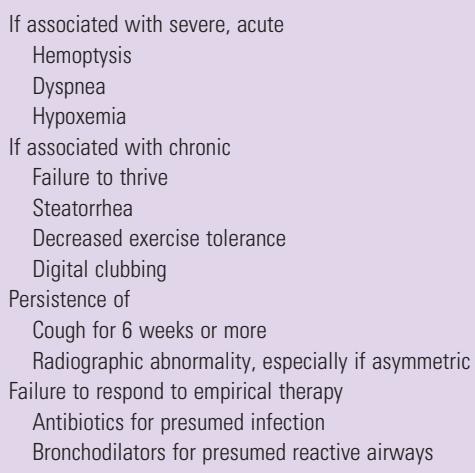 If associated with severe, acute
Hemoptysis
Dyspnea
Hypoxemia
If associated with chronic
Failure to thrive
Steatorrhea
Decreased exercise tolerance
Digital clubbing
Persistence of
Cough for 6 weeks or more
Radiographic abnormality, especially if asymmetric
Failure to respond to empirical therapy
Antibiotics for presumed infection
Bronchodilators for presumed reactive airways